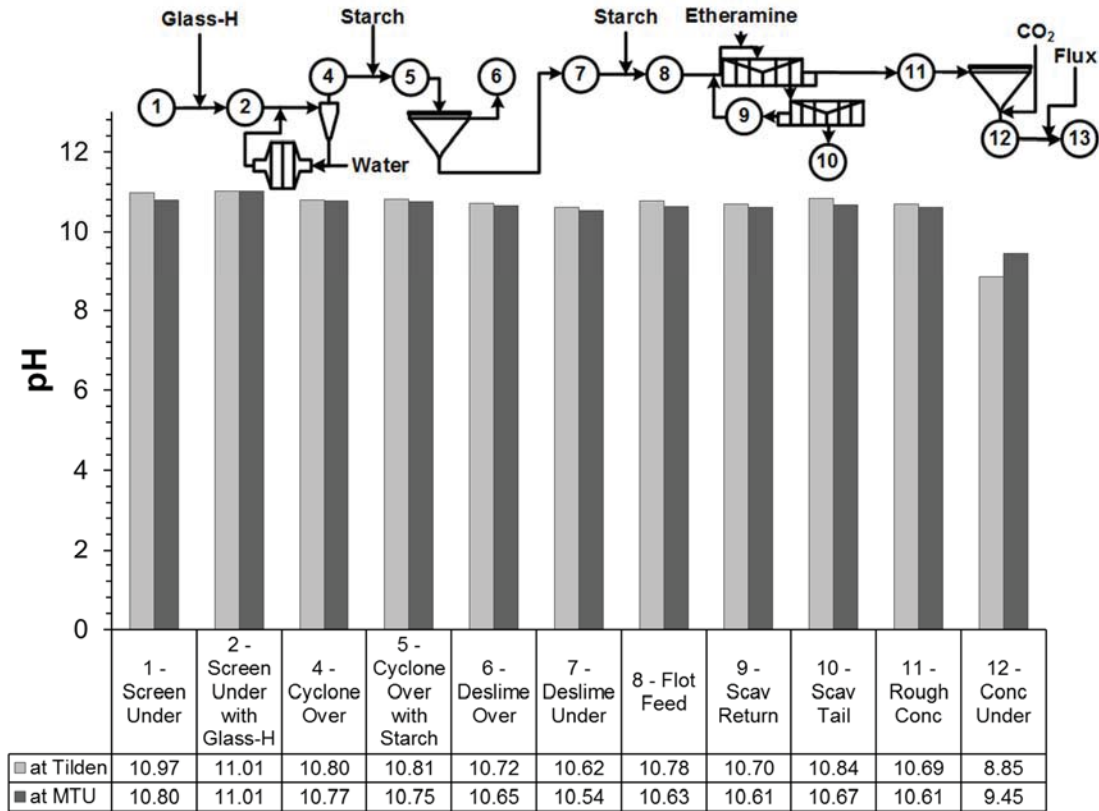 Glass-H
Starch
Starch
Etheramine
CO2
Flux
1
2
4
5
6
7
8
9
10
11
12
13
Water
pH
12
10
8
6
4
2
0
1 -
Screen
Under
2 -
Screen
Under
with
Glass-H
4 -
Cyclone
Over
5 -
Cyclone
Over
with
Starch
6 -
Deslime
Over
7 -
Deslime
Under
8 - Flot
Feed
9 -
Scav
Return
10 -
Scav
Tail
11 -
Rough
Conc
12 -
Conc
Under
at Tilden 10.97 11.01 10.80 10.81 10.72 10.62 10.78 10.70 10.84 10.69 8.85
at MTU 10.80 11.01 10.77 10.75 10.65 10.54 10.63 10.61 10.67 10.61 9.45